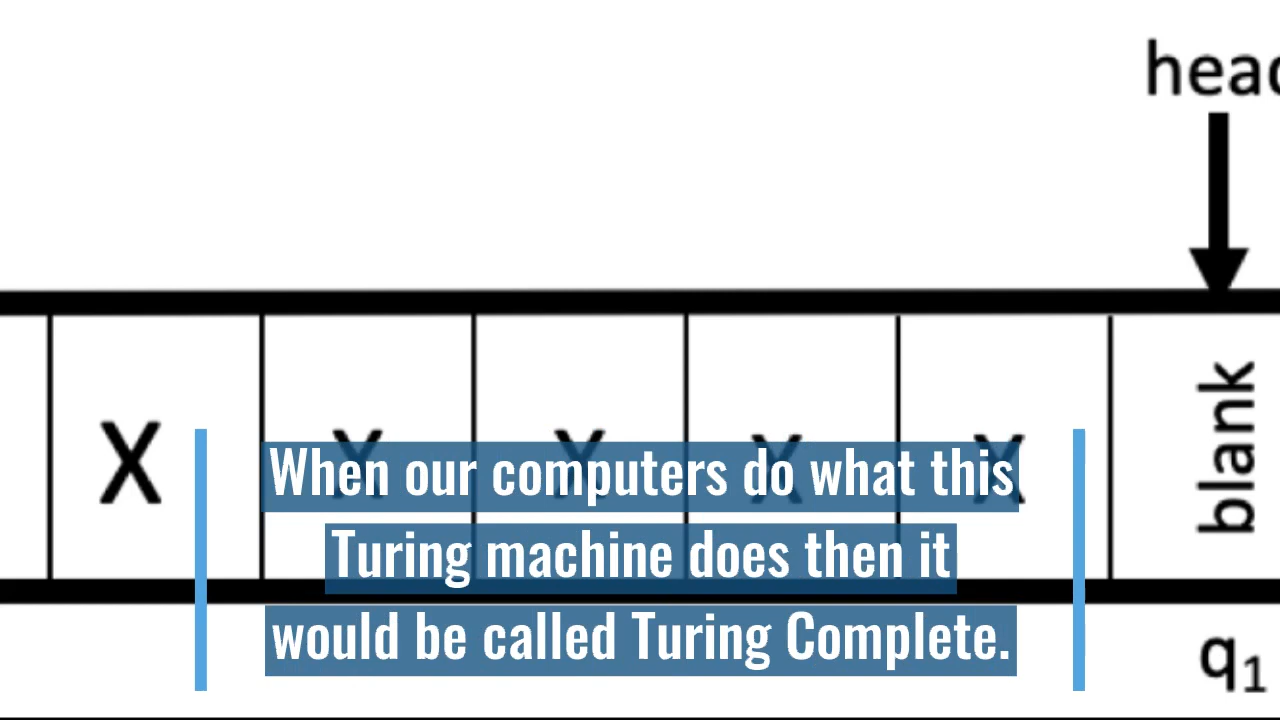 head
X X X X X blank
When our computers do what this
Turing machine does then it
would be called Turing Complete.
q1